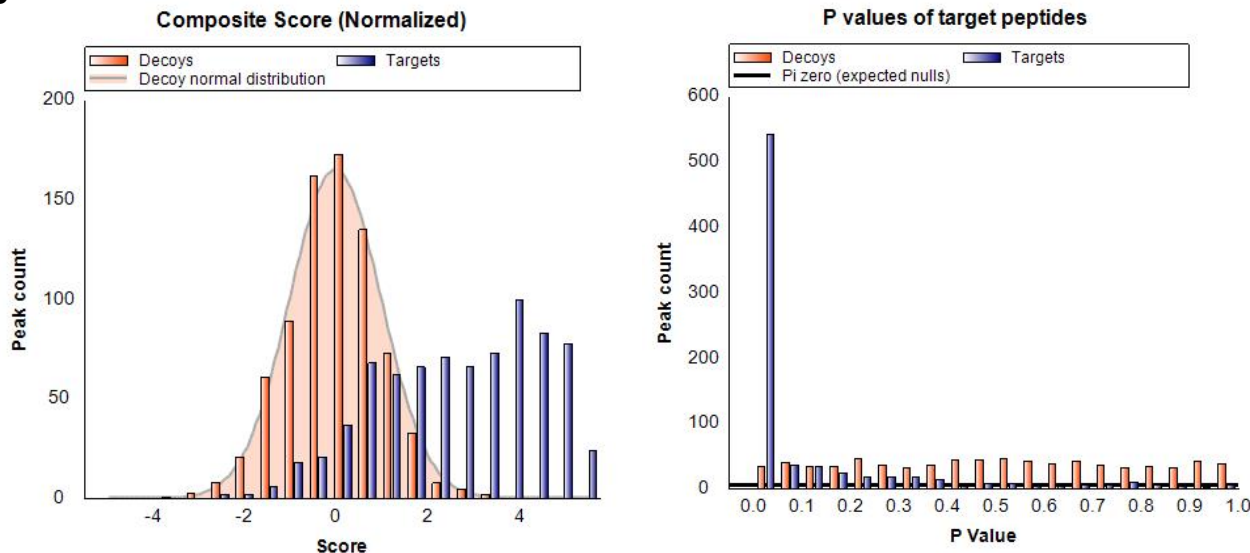 Composite Score (Normalized)
Decoys
Targets
Decoy normal distribution
200
150
100
50
0
Peak count
-4
-2
0
2
4
Score
P values of target peptides
Decoys
Targets
Pi zero (expected nulls)
600
500
400
300
200
100
0
Peak count
0.0
0.1
0.2
0.3
0.4
0.5
0.6
0.7
0.8
0.9
1.0
P Value